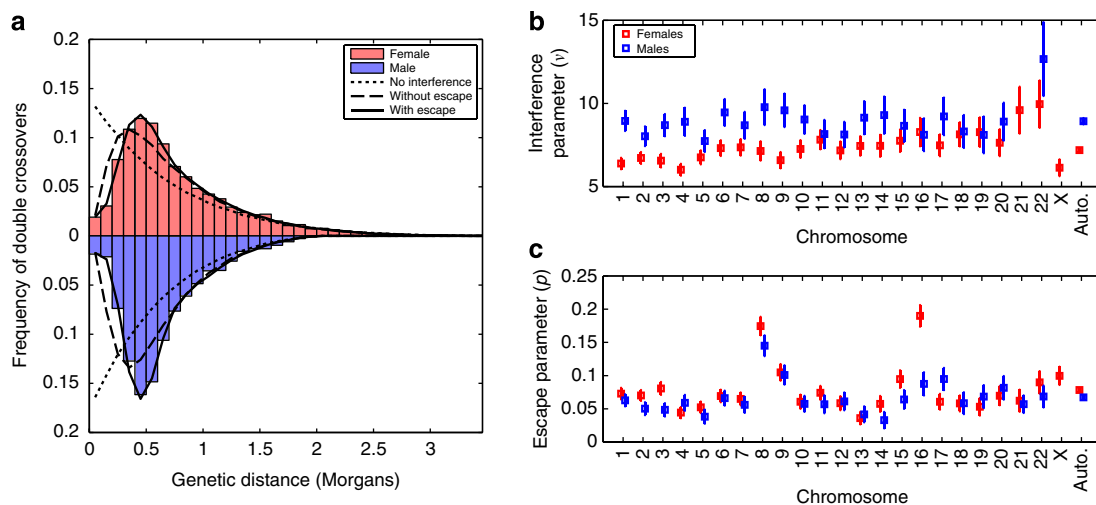 a
0.2
0.15
0.1
0.05
0
0.05
0.1
0.15
0.2
Frequency of double crossovers
Female
Male
No interference
Without escape
With escape
0 0.5 1 1.5 2 2.5 3
Genetic distance (Morgans)
b
Females
Males
15
10
5
Interference
parameter (ν)
1 2 3 4 5 6 7 8 9 10 11 12 13 14 15 16 17 18 19 20 21 22 X Auto.
Chromosome
c
0.25
0.2
0.15
0.1
0.05
0
Escape parameter (p)
1 2 3 4 5 6 7 8 9 10 11 12 13 14 15 16 17 18 19 20 21 22 X Auto.
Chromosome